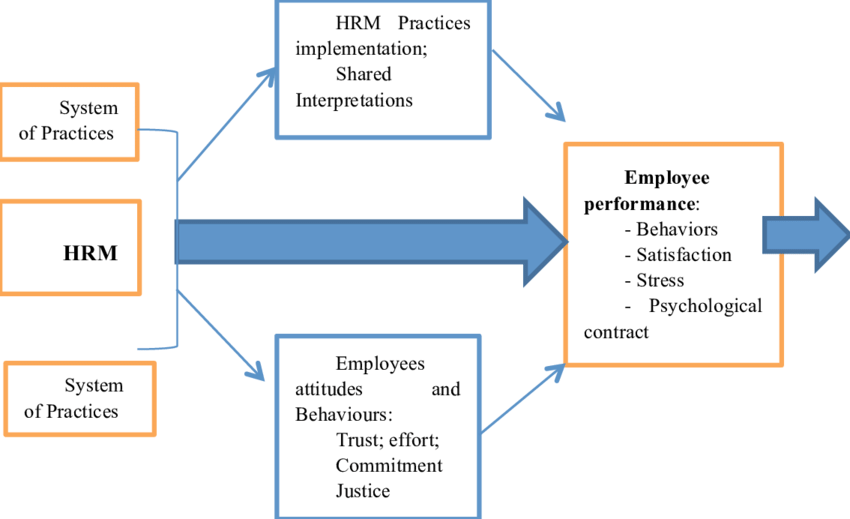 System
of Practices
HRM
System
of Practices
HRM Practices
implementation;
Shared
Interpretations
Employees
attitudes and
Behaviours:
Trust; effort;
Commitment
Justice
Employee
performance:
- Behaviors
- Satisfaction
- Stress
- Psychological
contract